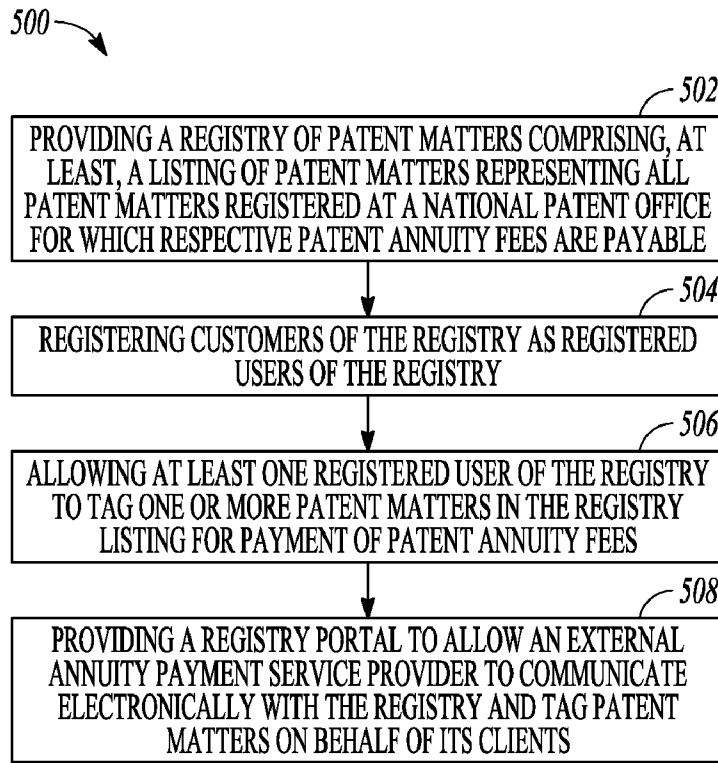 500
502
PROVIDING A REGISTRY OF PATENT MATTERS COMPRISING, AT
LEAST, A LISTING OF PATENT MATTERS REPRESENTING ALL
PATENT MATTERS REGISTERED AT A NATIONAL PATENT OFFICE
FOR WHICH RESPECTIVE PATENT ANNUITY FEES ARE PAYABLE
504
REGISTERING CUSTOMERS OF THE REGISTRY AS REGISTERED
USERS OF THE REGISTRY
506
ALLOWING AT LEAST ONE REGISTERED USER OF THE REGISTRY
TO TAG ONE OR MORE PATENT MATTERS IN THE REGISTRY
LISTING FOR PAYMENT OF PATENT ANNUITY FEES
508
PROVIDING A REGISTRY PORTAL TO ALLOW AN EXTERNAL
ANNUITY PAYMENT SERVICE PROVIDER TO COMMUNICATE
ELECTRONICALLY WITH THE REGISTRY AND TAG PATENT
MATTERS ON BEHALF OF ITS CLIENTS